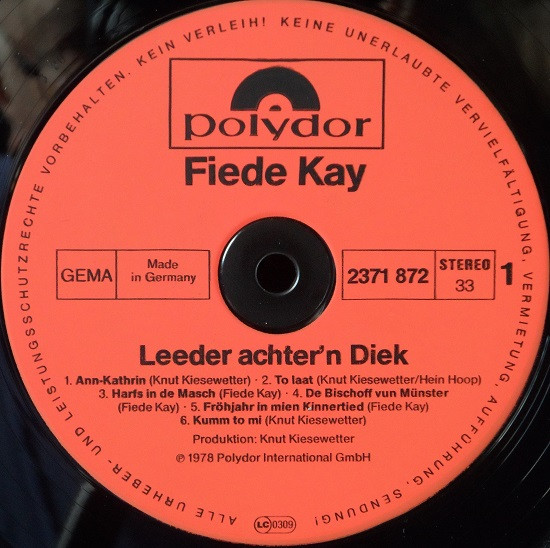 ALLE URHEBER- UND LEISTUNGSSCHUTZRECHTE VORBEHALTEN. KEIN VERLEIH! KEINE UNERLAUBTE VERVIELFÄLTIGUNG, VERMIETUNG, AUFFÜHRUNG, SENDUNG!
polydor
Fiede Kay
GEMA
Made
in Germany
2371 872
STEREO
33
1
Leeder achter'n Diek
1. Ann-Kathrin (Knut Kiesewetter) · 2. To laat (Knut Kiesewetter/Hein Hoop)
3. Harfs in de Masch (Fiede Kay) · 4. De Bischoff vun Münster
(Fiede Kay) · 5. Fröhjahr in mien Kinnertied (Fiede Kay)
6. Kumm to mi (Knut Kiesewetter)
Produktion: Knut Kiesewetter
℗ 1978 Polydor International GmbH
LC 0309